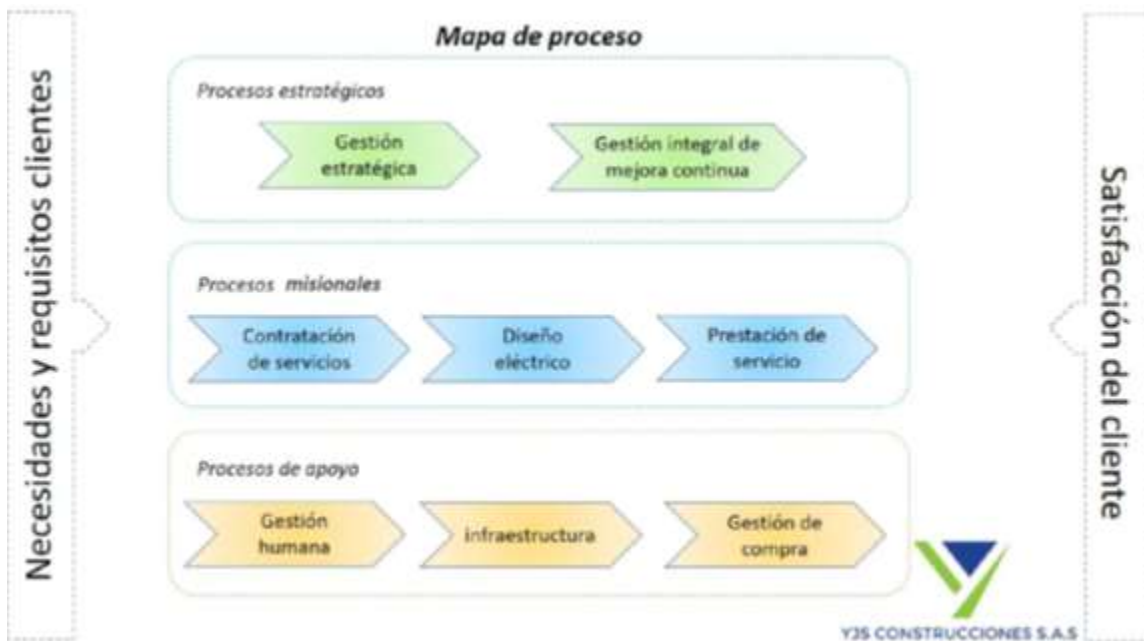 Mapa de proceso
Necesidades y requisitos clientes
Procesos estratégicos
Gestión
estratégica
Gestión integral de
mejora continua
Procesos misionales
Contratación
de servicios
Diseño
eléctrico
Prestación de
servicio
Procesos de apoyo
Gestión
humana
infraestructura
Gestión de
compra
Satisfacción del cliente
YJS CONSTRUCCIONES S.A.S